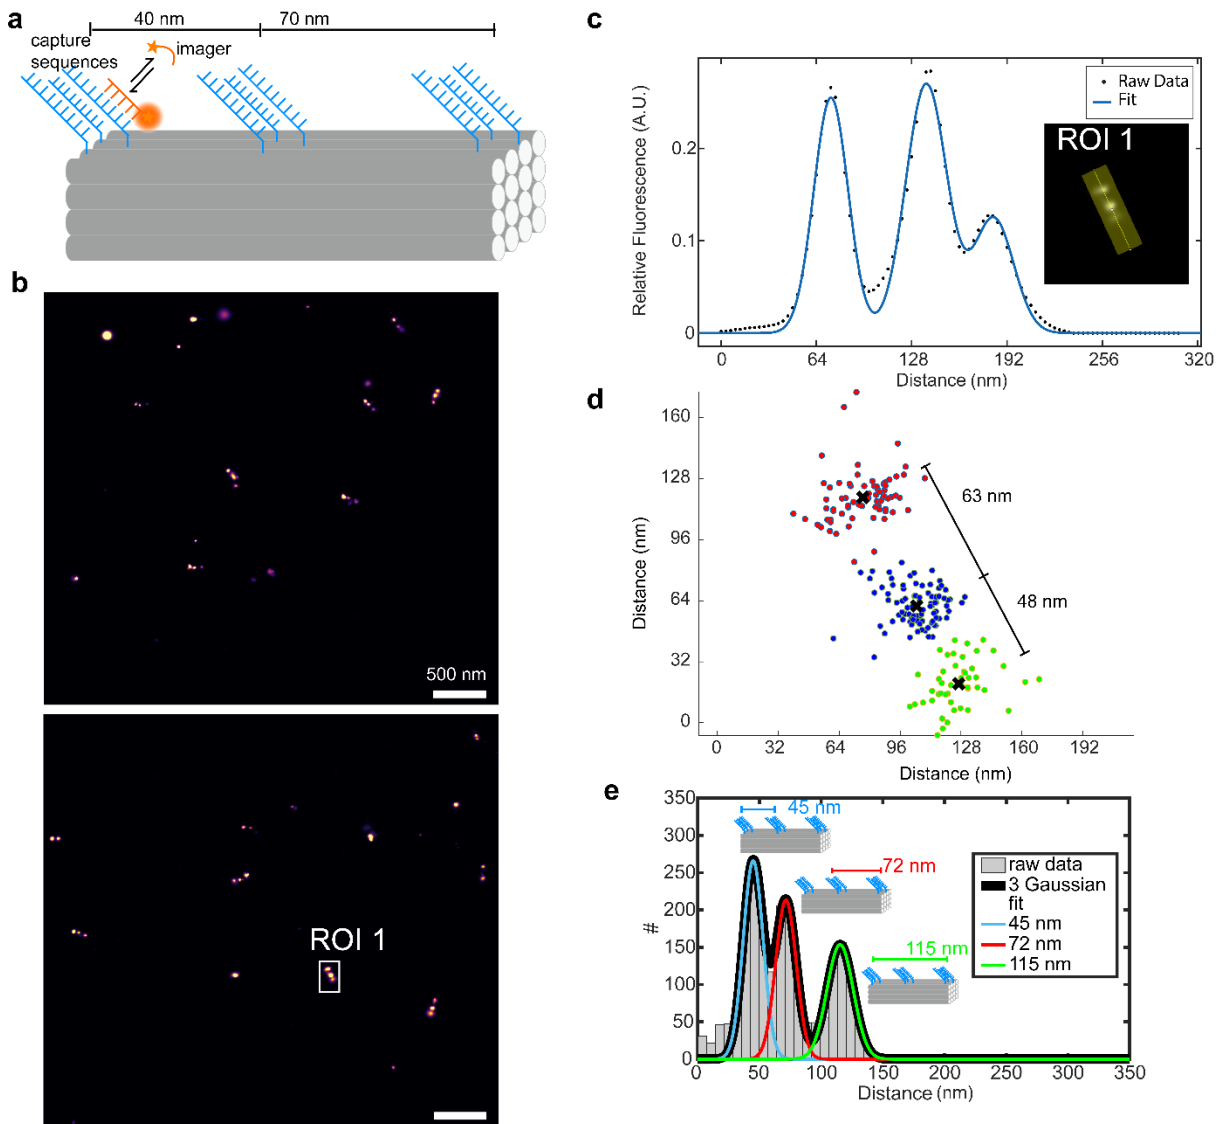 a
40 nm
70 nm
capture
sequences
imager
b
500 nm
ROI 1
c
Relative Fluorescence (A.U.)
0.2
0.1
0
0
64
128
192
256
320
Distance (nm)
Raw Data
Fit
ROI 1
d
Distance (nm)
160
128
96
64
32
0
0
32
64
96
128
160
192
Distance (nm)
63 nm
48 nm
e
#
350
300
250
200
150
100
50
0
0
50
100
150
200
250
300
350
Distance (nm)
45 nm
72 nm
115 nm
raw data
3 Gaussian
fit
45 nm
72 nm
115 nm